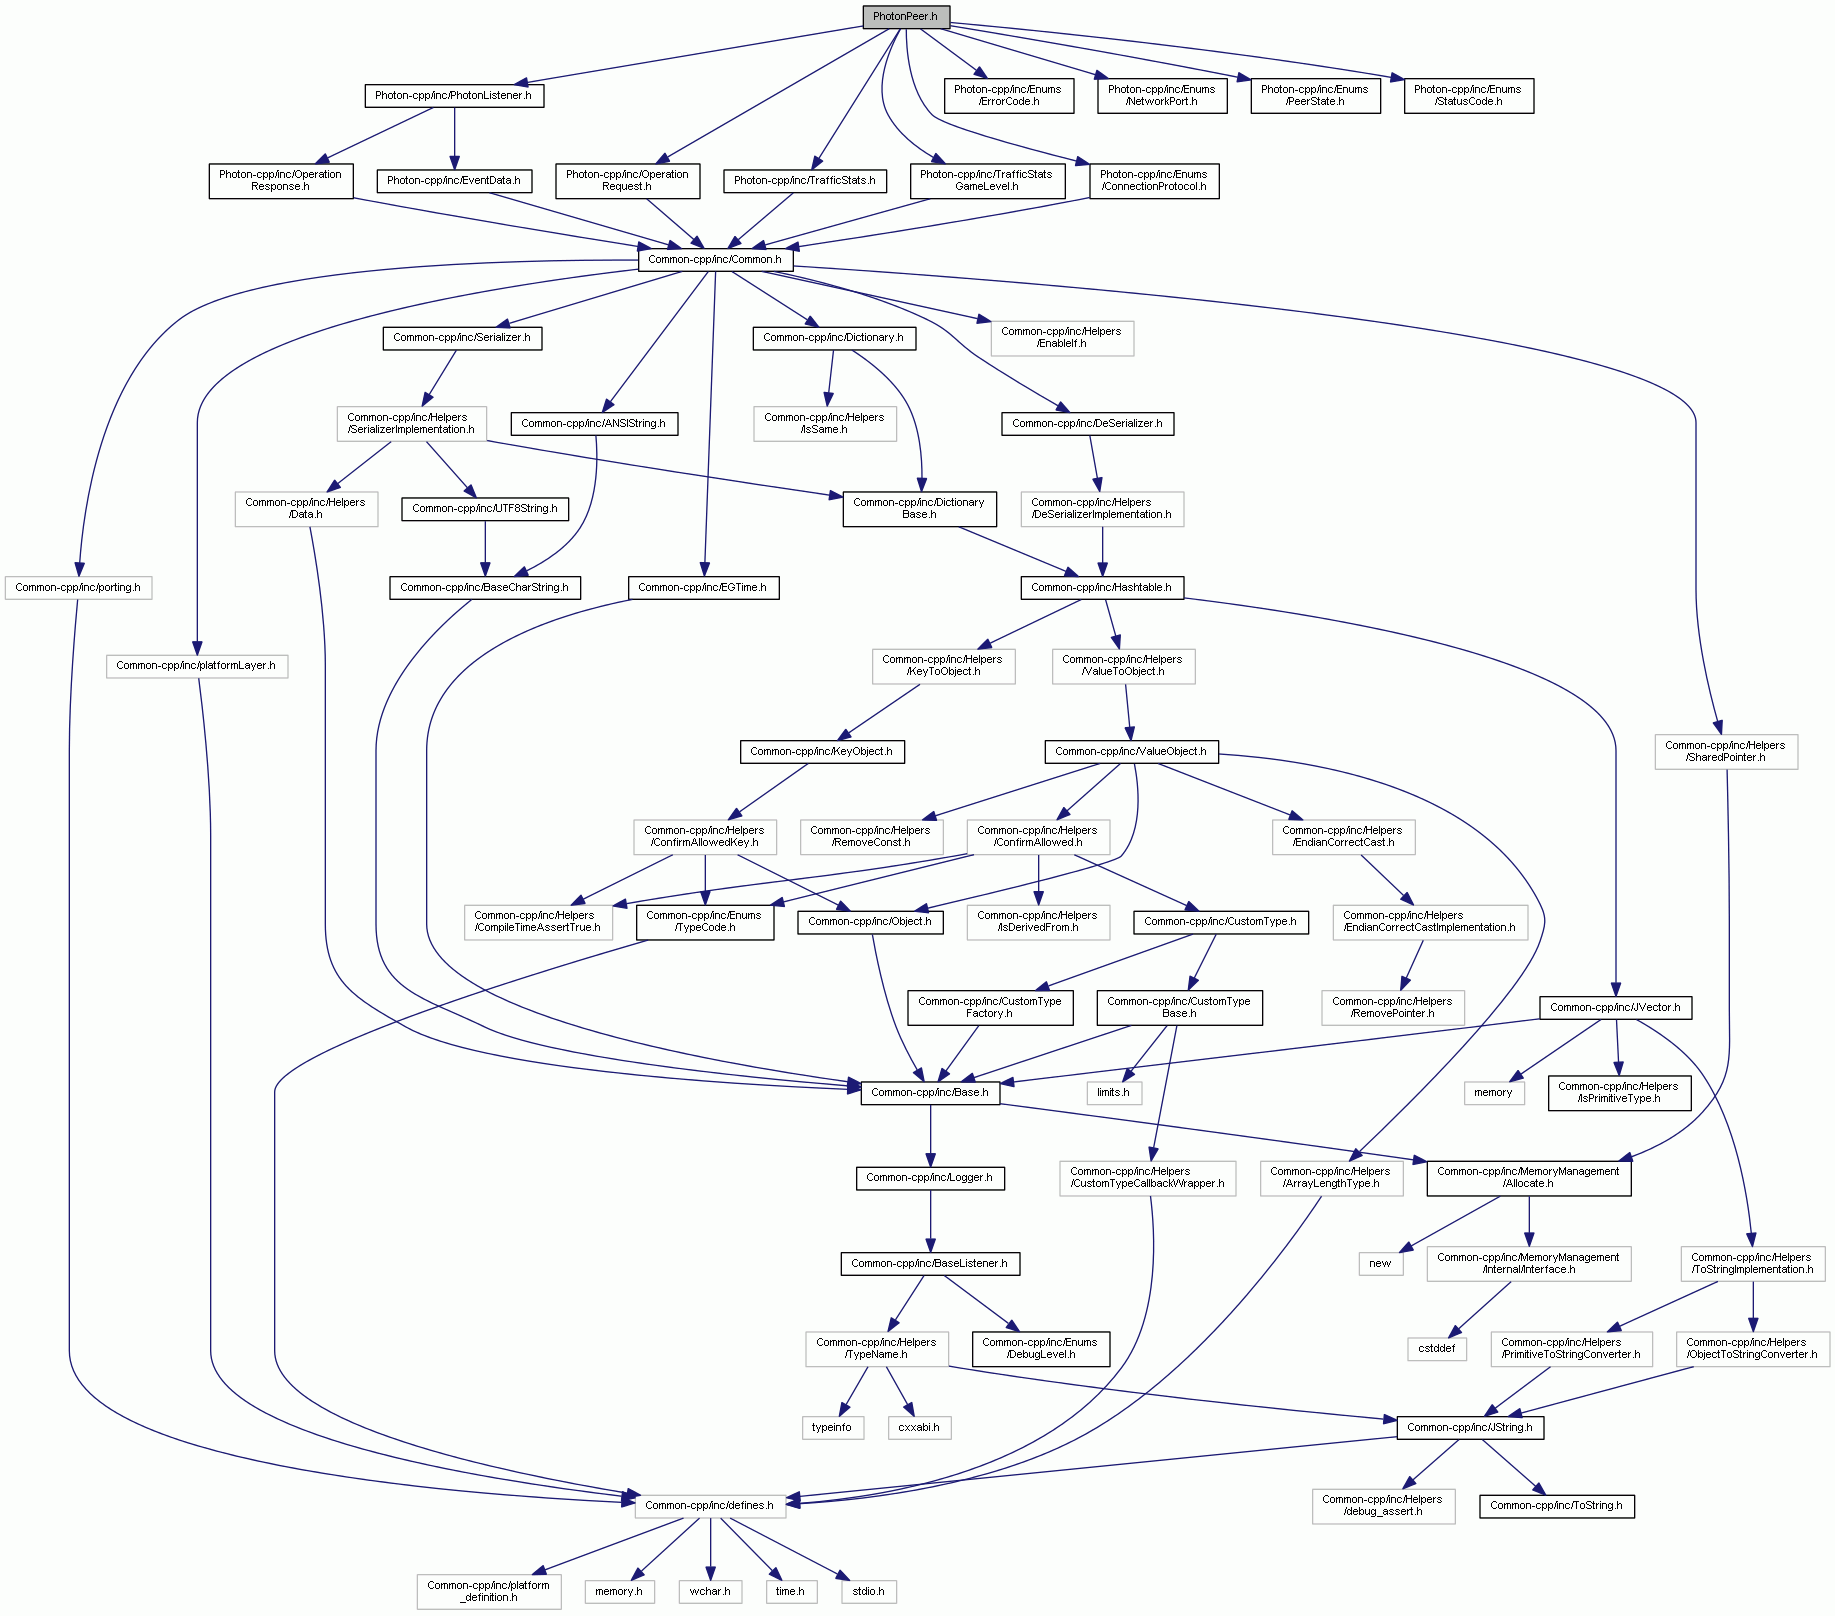 PhotonPeer.h
Photon-cpp/inc/PhotonListener.h
Photon-cpp/inc/Enums
/ErrorCode.h
Photon-cpp/inc/Enums
/NetworkPort.h
Photon-cpp/inc/Enums
/PeerState.h
Photon-cpp/inc/Enums
/StatusCode.h
Photon-cpp/inc/Operation
Response.h
Photon-cpp/inc/EventData.h
Photon-cpp/inc/Operation
Request.h
Photon-cpp/inc/TrafficStats.h
Photon-cpp/inc/TrafficStats
GameLevel.h
Photon-cpp/inc/Enums
/ConnectionProtocol.h
Common-cpp/inc/Common.h
Common-cpp/inc/Serializer.h
Common-cpp/inc/Dictionary.h
Common-cpp/inc/Helpers
/EnableIf.h
Common-cpp/inc/Helpers
/SerializerImplementation.h
Common-cpp/inc/ANSIString.h
Common-cpp/inc/Helpers
/IsSame.h
Common-cpp/inc/DeSerializer.h
Common-cpp/inc/Helpers
/Data.h
Common-cpp/inc/UTF8String.h
Common-cpp/inc/Dictionary
Base.h
Common-cpp/inc/Helpers
/DeSerializerImplementation.h
Common-cpp/inc/porting.h
Common-cpp/inc/BaseCharString.h
Common-cpp/inc/EGTime.h
Common-cpp/inc/Hashtable.h
Common-cpp/inc/platformLayer.h
Common-cpp/inc/Helpers
/KeyToObject.h
Common-cpp/inc/Helpers
/ValueToObject.h
Common-cpp/inc/KeyObject.h
Common-cpp/inc/ValueObject.h
Common-cpp/inc/Helpers
/SharedPointer.h
Common-cpp/inc/Helpers
/ConfirmAllowedKey.h
Common-cpp/inc/Helpers
/RemoveConst.h
Common-cpp/inc/Helpers
/ConfirmAllowed.h
Common-cpp/inc/Helpers
/EndianCorrectCast.h
Common-cpp/inc/Helpers
/CompileTimeAssertTrue.h
Common-cpp/inc/Enums
/TypeCode.h
Common-cpp/inc/Object.h
Common-cpp/inc/Helpers
/IsDerivedFrom.h
Common-cpp/inc/CustomType.h
Common-cpp/inc/Helpers
/EndianCorrectCastImplementation.h
Common-cpp/inc/CustomType
Factory.h
Common-cpp/inc/CustomType
Base.h
Common-cpp/inc/Helpers
/RemovePointer.h
Common-cpp/inc/JVector.h
Common-cpp/inc/Base.h
limits.h
memory
Common-cpp/inc/Helpers
/IsPrimitiveType.h
Common-cpp/inc/Logger.h
Common-cpp/inc/Helpers
/CustomTypeCallbackWrapper.h
Common-cpp/inc/Helpers
/ArrayLengthType.h
Common-cpp/inc/MemoryManagement
/Allocate.h
Common-cpp/inc/BaseListener.h
new
Common-cpp/inc/MemoryManagement
/Internal/Interface.h
Common-cpp/inc/Helpers
/ToStringImplementation.h
Common-cpp/inc/Helpers
/TypeName.h
Common-cpp/inc/Enums
/DebugLevel.h
cstddef
Common-cpp/inc/Helpers
/PrimitiveToStringConverter.h
Common-cpp/inc/Helpers
/ObjectToStringConverter.h
typeinfo
cxxabi.h
Common-cpp/inc/JString.h
Common-cpp/inc/defines.h
Common-cpp/inc/Helpers
/debug_assert.h
Common-cpp/inc/ToString.h
Common-cpp/inc/platform
_definition.h
memory.h
wchar.h
time.h
stdio.h